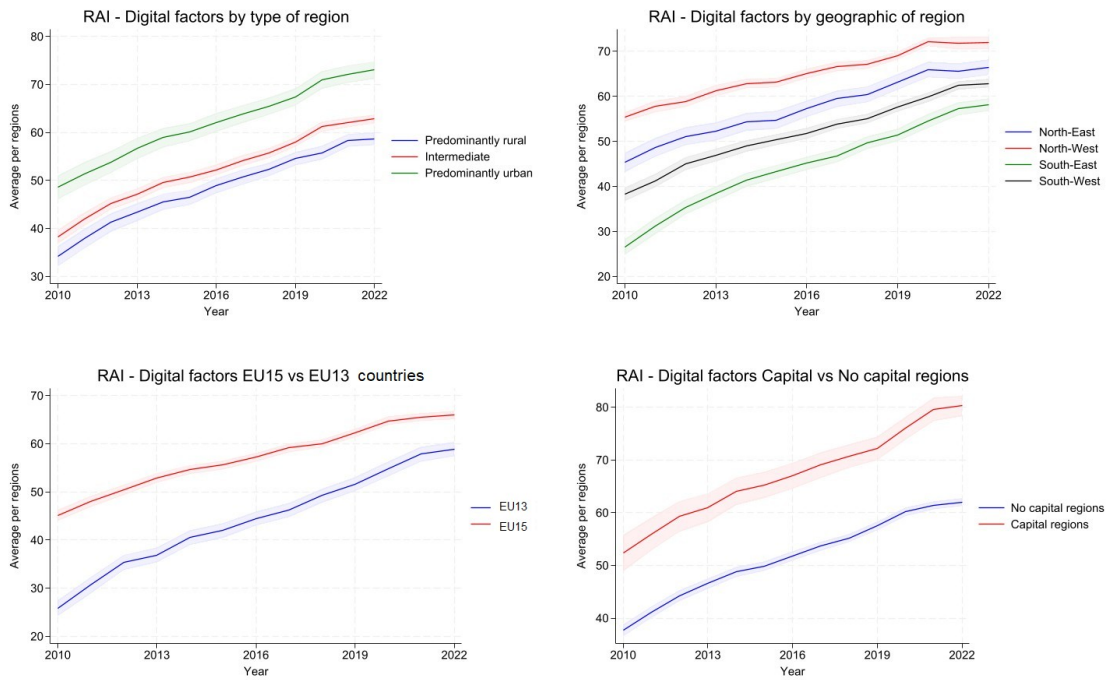 RAI - Digital factors by type of region
80
70
60
50
40
30
Average per regions
2010 2013 2016 2019 2022
Year
Predominantly rural
Intermediate
Predominantly urban
RAI - Digital factors by geographic of region
70
60
50
40
30
20
Average per regions
2010 2013 2016 2019 2022
Year
North-East
North-West
South-East
South-West
RAI - Digital factors EU15 vs EU13 countries
70
60
50
40
30
20
Average per regions
2010 2013 2016 2019 2022
Year
EU13
EU15
RAI - Digital factors Capital vs No capital regions
80
70
60
50
40
Average per regions
2010 2013 2016 2019 2022
Year
No capital regions
Capital regions